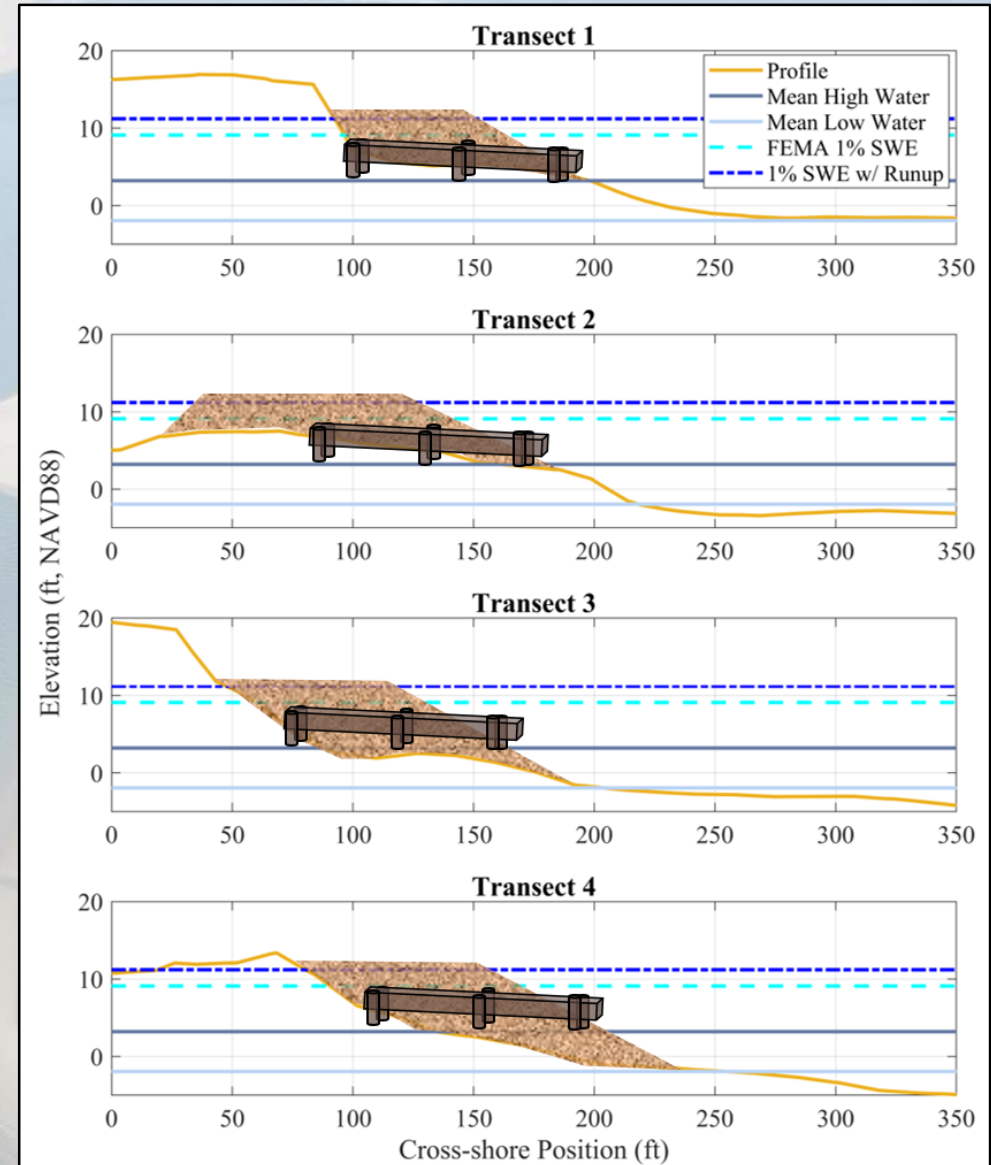 Transect 1
20
10
0
0 50 100 150 200 250 300 350
Profile
Mean High Water
Mean Low Water
FEMA 1% SWE
1% SWE w/ Runup
Transect 2
20
10
0
0 50 100 150 200 250 300 350
Elevation (ft, NAVD88)
Transect 3
20
10
0
0 50 100 150 200 250 300 350
Transect 4
20
10
0
0 50 100 150 200 250 300 350
Cross-shore Position (ft)